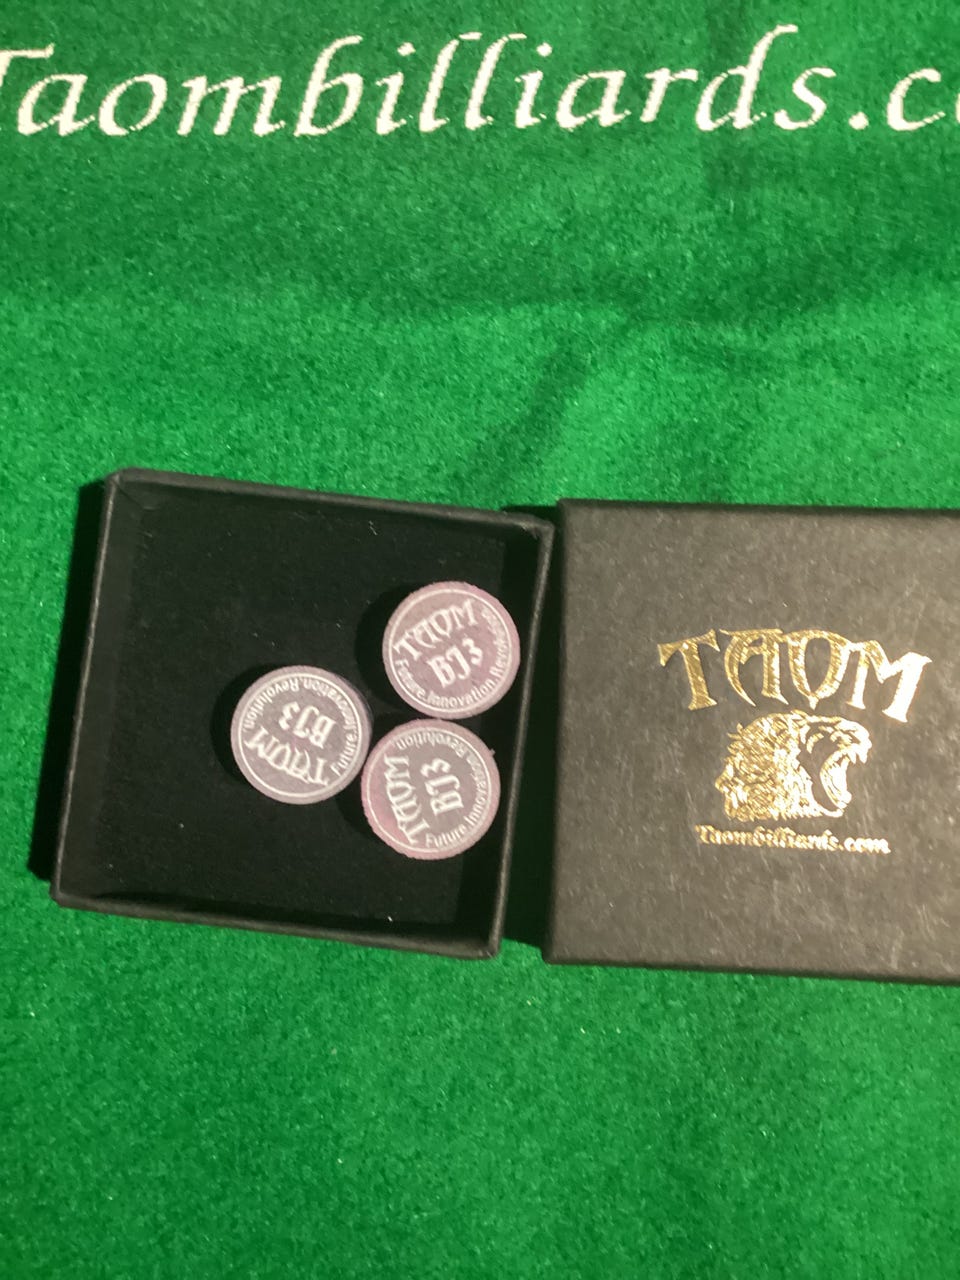 Taombilliards.c
TAOM
BJ3
Future.Innovation.Revolution
TAOM
BJ3
Future.Innovation.Revolution.
TAOM
BJ3
Future.Innovation.Revolution.
TAOM
Taombilliards.com